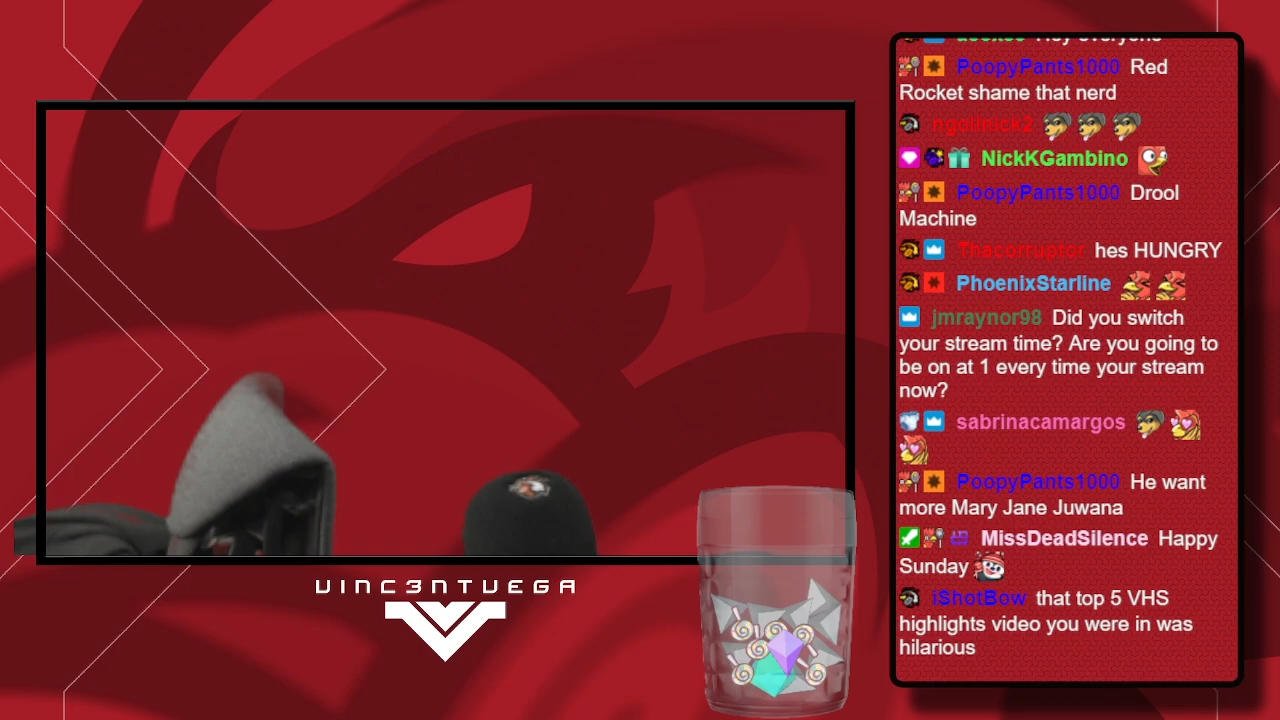 PoopyPants1000 Red
Rocket shame that nerd
ngolinick2
NickKGambino
PoopyPants1000 Drool
Machine
Thacorruptor hes HUNGRY
PhoenixStarline
jmraynor98 Did you switch
your stream time? Are you going to
be on at 1 every time your stream
now?
sabrinacamargos
PoopyPants1000 He want
more Mary Jane Juwana
MissDeadSilence Happy
Sunday
iShotBow that top 5 VHS
highlights video you were in was
hilarious
VINC3NTVEGA